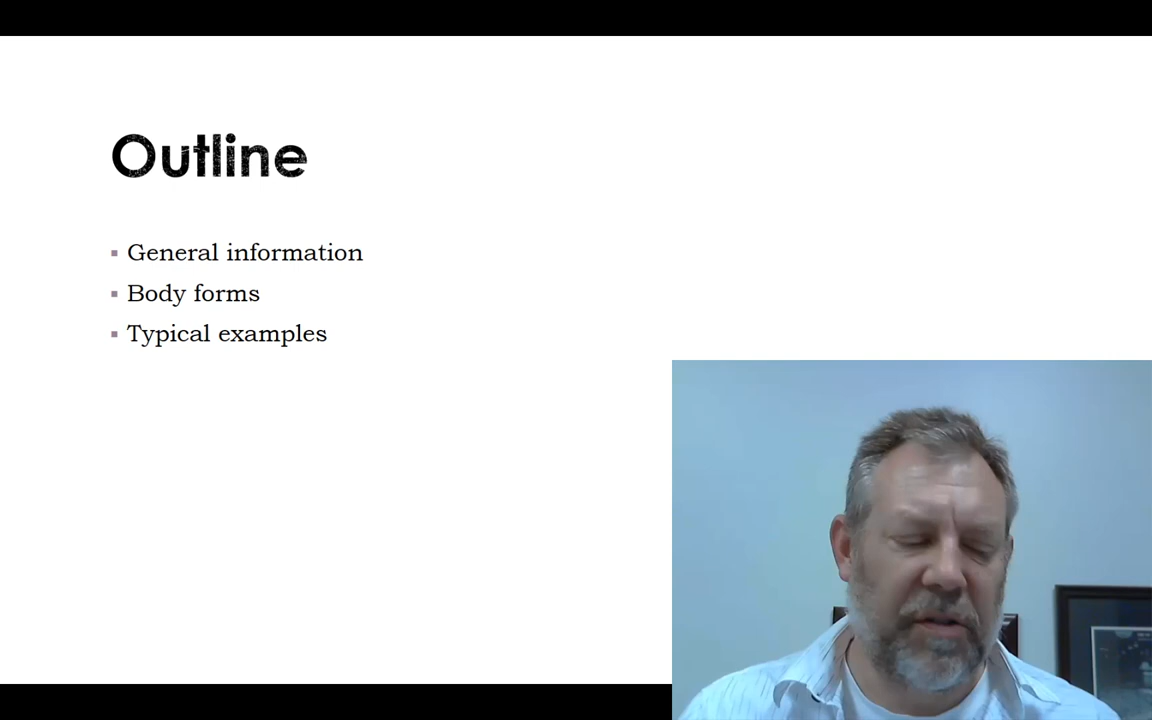 Outline
General information
Body forms
Typical examples